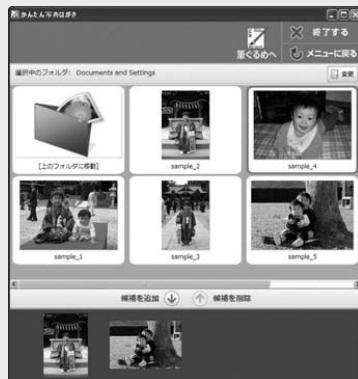 かんたん写真はがき
筆ぐるめへ
終了する
メニューに戻る
選択中のフォルダ: Documents and Settings
変更
[上のフォルダに移動]
sample_2
sample_4
sample_1
sample_3
sample_5
候補を追加
候補を削除